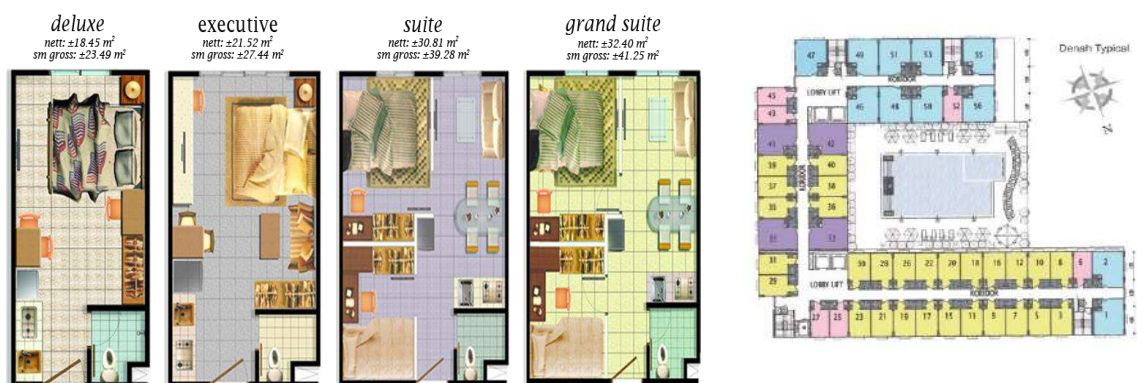 deluxe
nett: ±18.45 m²
sm gross: ±23.49 m²
executive
nett: ±21.52 m²
sm gross: ±27.44 m²
suite
nett: ±30.81 m²
sm gross: ±39.28 m²
grand suite
nett: ±32.40 m²
sm gross: ±41.25 m²
Denah Typical
47 49 51 53 55
KORIDOR
LOBBY LIFT
45
43
46 48 50 52 56
41 42
39 40
37 38
KORIDOR
35 36
33
31
29
LOBBY LIFT
30 28 26 22 20 18 16 12 10 8 6 2
KORIDOR
27 25 23 21 19 17 15 11 7 5 3 1